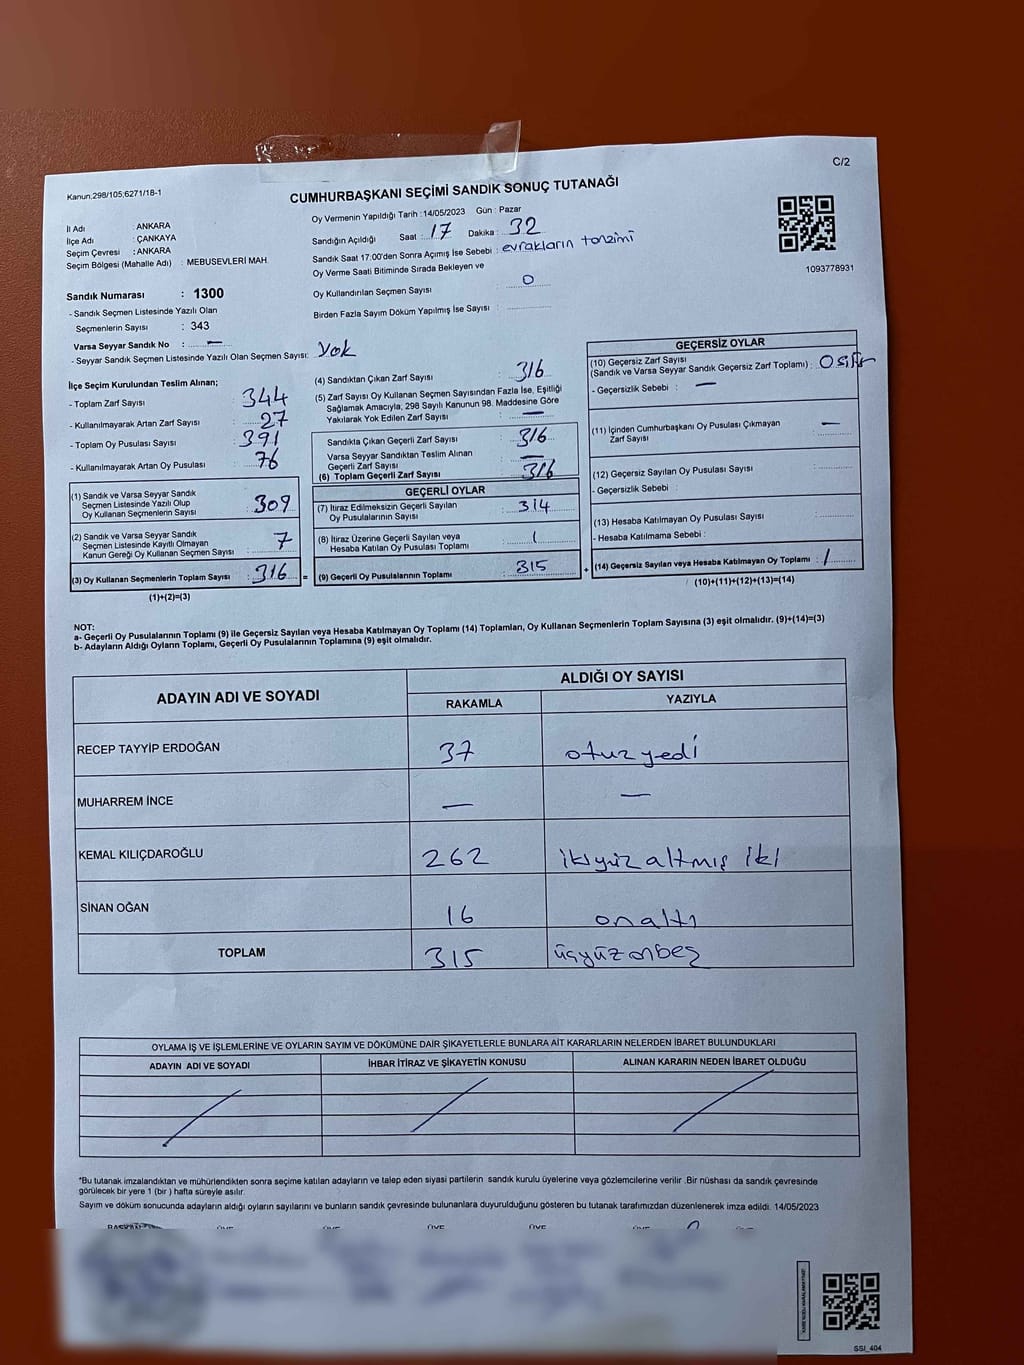 C/2
Kanun,298/105;6271/18-1
CUMHURBAŞKANI SEÇİMİ SANDIK SONUÇ TUTANAĞI
İl Adı : ANKARA
İlçe Adı : ÇANKAYA
Seçim Çevresi : ANKARA
Seçim Bölgesi (Mahalle Adı) : MEBUSEVLERİ MAH.
Oy Vermenin Yapıldığı Tarih : 14/05/2023 Gün : Pazar
Sandığın Açıldığı Saat : 17 Dakika : 32
Sandık Saat 17:00'den Sonra Açımış İse Sebebi : evrakların tanzimi
Oy Verme Saati Bitiminde Sırada Bekleyen ve
Oy Kullandırılan Seçmen Sayısı : 0
Birden Fazla Sayım Döküm Yapılmış İse Sayısı :
1093778931
Sandık Numarası : 1300
- Sandık Seçmen Listesinde Yazılı Olan
Seçmenlerin Sayısı : 343
Varsa Seyyar Sandık No : —
- Seyyar Sandık Seçmen Listesinde Yazılı Olan Seçmen Sayısı: Yok
İlçe Seçim Kurulundan Teslim Alınan;
- Toplam Zarf Sayısı : 344
- Kullanılmayarak Artan Zarf Sayısı : 27
- Toplam Oy Pusulası Sayısı : 391
- Kullanılmayarak Artan Oy Pusulası : 76
(1) Sandık ve Varsa Seyyar Sandık
Seçmen Listesinde Yazılı Olup
Oy Kullanan Seçmenlerin Sayısı : 309
(2) Sandık ve Varsa Seyyar Sandık
Seçmen Listesinde Kayıtlı Olmayan
Kanun Gereği Oy Kullanan Seçmen Sayısı : 7
(3) Oy Kullanan Seçmenlerin Toplam Sayısı : 316 =
(1)+(2)=(3)
(4) Sandıktan Çıkan Zarf Sayısı : 316
(5) Zarf Sayısı Oy Kullanan Seçmen Sayısından Fazla İse, Eşitliği
Sağlamak Amacıyla, 298 Sayılı Kanunun 98. Maddesine Göre
Yakılarak Yok Edilen Zarf Sayısı : —
Sandıkta Çıkan Geçerli Zarf Sayısı : 316
Varsa Seyyar Sandıktan Teslim Alınan
Geçerli Zarf Sayısı : —
(6) Toplam Geçerli Zarf Sayısı : 316
GEÇERLİ OYLAR
(7) İtiraz Edilmeksizin Geçerli Sayılan
Oy Pusulalarının Sayısı : 314
(8) İtiraz Üzerine Geçerli Sayılan veya
Hesaba Katılan Oy Pusulası Toplamı : 1
(9) Geçerli Oy Pusulalarınının Toplamı : 315 +
GEÇERSİZ OYLAR
(10) Geçersiz Zarf Sayısı
(Sandık ve Varsa Seyyar Sandık Geçersiz Zarf Toplamı) : 0 sıfır
- Geçersizlik Sebebi : —
(11) İçinden Cumhurbaşkanı Oy Pusulası Çıkmayan
Zarf Sayısı : —
(12) Geçersiz Sayılan Oy Pusulası Sayısı :
- Geçersizlik Sebebi :
(13) Hesaba Katılmayan Oy Pusulası Sayısı :
- Hesaba Katılmama Sebebi :
(14) Geçersiz Sayılan veya Hesaba Katılmayan Oy Toplamı : 1
(10)+(11)+(12)+(13)=(14)
NOT:
a- Geçerli Oy Pusulalarının Toplamı (9) ile Geçersiz Sayılan veya Hesaba Katılmayan Oy Toplamı (14) Toplamları, Oy Kullanan Seçmenlerin Toplam Sayısına (3) eşit olmalıdır. (9)+(14)=(3)
b- Adayların Aldığı Oyların Toplamı, Geçerli Oy Pusulalarının Toplamına (9) eşit olmalıdır.
ADAYIN ADI VE SOYADI ALDIĞI OY SAYISI
RAKAMLA YAZIYLA
RECEP TAYYİP ERDOĞAN 37 otuz yedi
MUHARREM İNCE — —
KEMAL KILIÇDAROĞLU 262 ikiyüz altmış iki
SİNAN OĞAN 16 onaltı
TOPLAM 315 üçyüz onbeş
OYLAMA İŞ VE İŞLEMLERİNE VE OYLARIN SAYIM VE DÖKÜMÜNE DAİR ŞİKAYETLERLE BUNLARA AİT KARARLARIN NELERDEN İBARET BULUNDUKLARI
ADAYIN ADI VE SOYADI İHBAR İTİRAZ VE ŞİKAYETİN KONUSU ALINAN KARARIN NEDEN İBARET OLDUĞU
*Bu tutanak imzalandıktan ve mühürlendikten sonra seçime katılan adayların ve talep eden siyasi partilerin sandık kurulu üyelerine veya gözlemcilerine verilir .Bir nüshası da sandık çevresinde
görülecek bir yere 1 (bir ) hafta süreyle asılır.
Sayım ve döküm sonucunda adayların aldığı oyların sayılarını ve bunların sandık çevresinde bulunanlara duyurulduğunu gösteren bu tutanak tarafımızdan düzenlenerek imza edildi. 14/05/2023
ÜYE ÜYE ÜYE ÜYE ÜYE
SSI_404